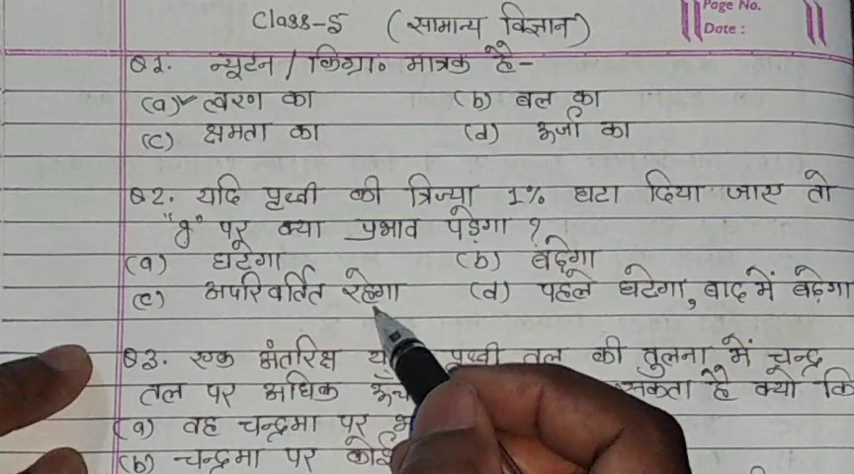 Class-5 (सामान्य विज्ञान)
Page No.
Date :
Q1. न्यूटन / किग्रा० मात्रक है-
(a)✓ त्वरण का (b) बल का
(c) क्षमता का (d) ऊर्जा का
Q2. यदि पृथ्वी की त्रिज्या 1% घटा दिया जाए तो
"g" पर क्या प्रभाव पड़ेगा ?
(a) घटेगा (b) बढ़ेगा
(c) अपरिवर्तित रहेगा (d) पहले घटेगा, बाद में बढ़ेगा
Q3. एक अंतरिक्ष पृथ्वी तल की तुलना में चन्द्र
तल पर अधिक सकता है क्यो कि
(a) वह चन्द्रमा पर
(b) चन्द्रमा पर